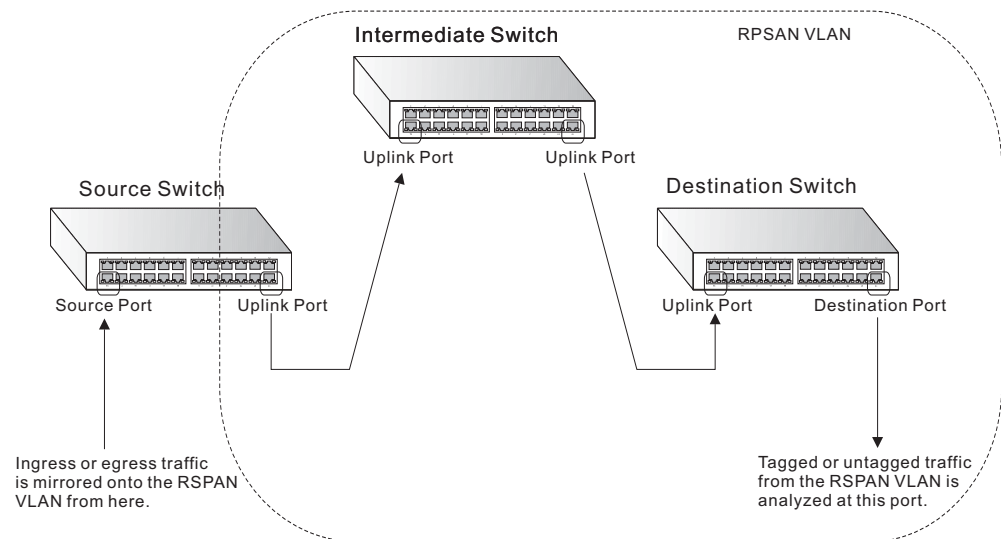 Intermediate Switch
RPSAN VLAN
Uplink Port
Uplink Port
Source Switch
Destination Switch
Source Port
Uplink Port
Uplink Port
Destination Port
Ingress or egress traffic
is mirrored onto the RSPAN
VLAN from here.
Tagged or untagged traffic
from the RSPAN VLAN is
analyzed at this port.